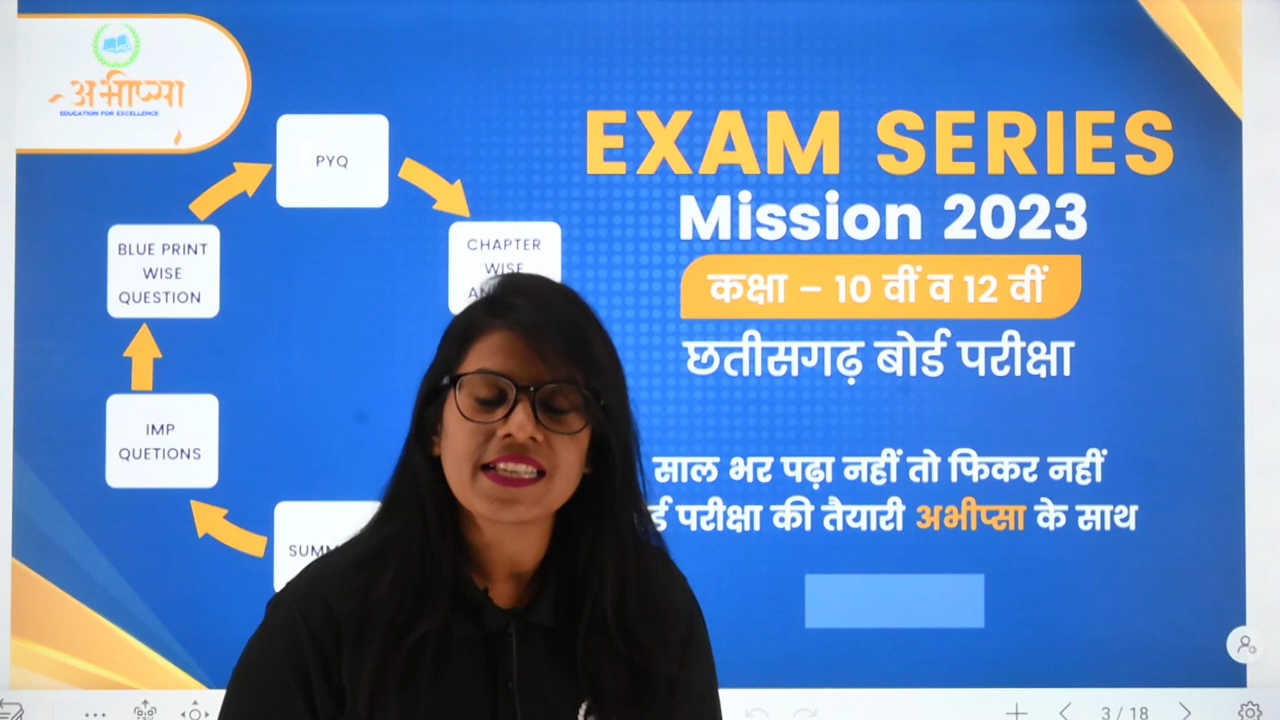 अभीप्सा
EDUCATION FOR EXCELLENCE
PYQ
BLUE PRINT
WISE
QUESTION
CHAPTER
WISE
IMP
QUETIONS
EXAM SERIES
Mission 2023
कक्षा – 10 वीं व 12 वीं
छतीसगढ़ बोर्ड परीक्षा
साल भर पढ़ा नहीं तो फिकर नहीं
परीक्षा की तैयारी अभीप्सा के साथ
3 / 18